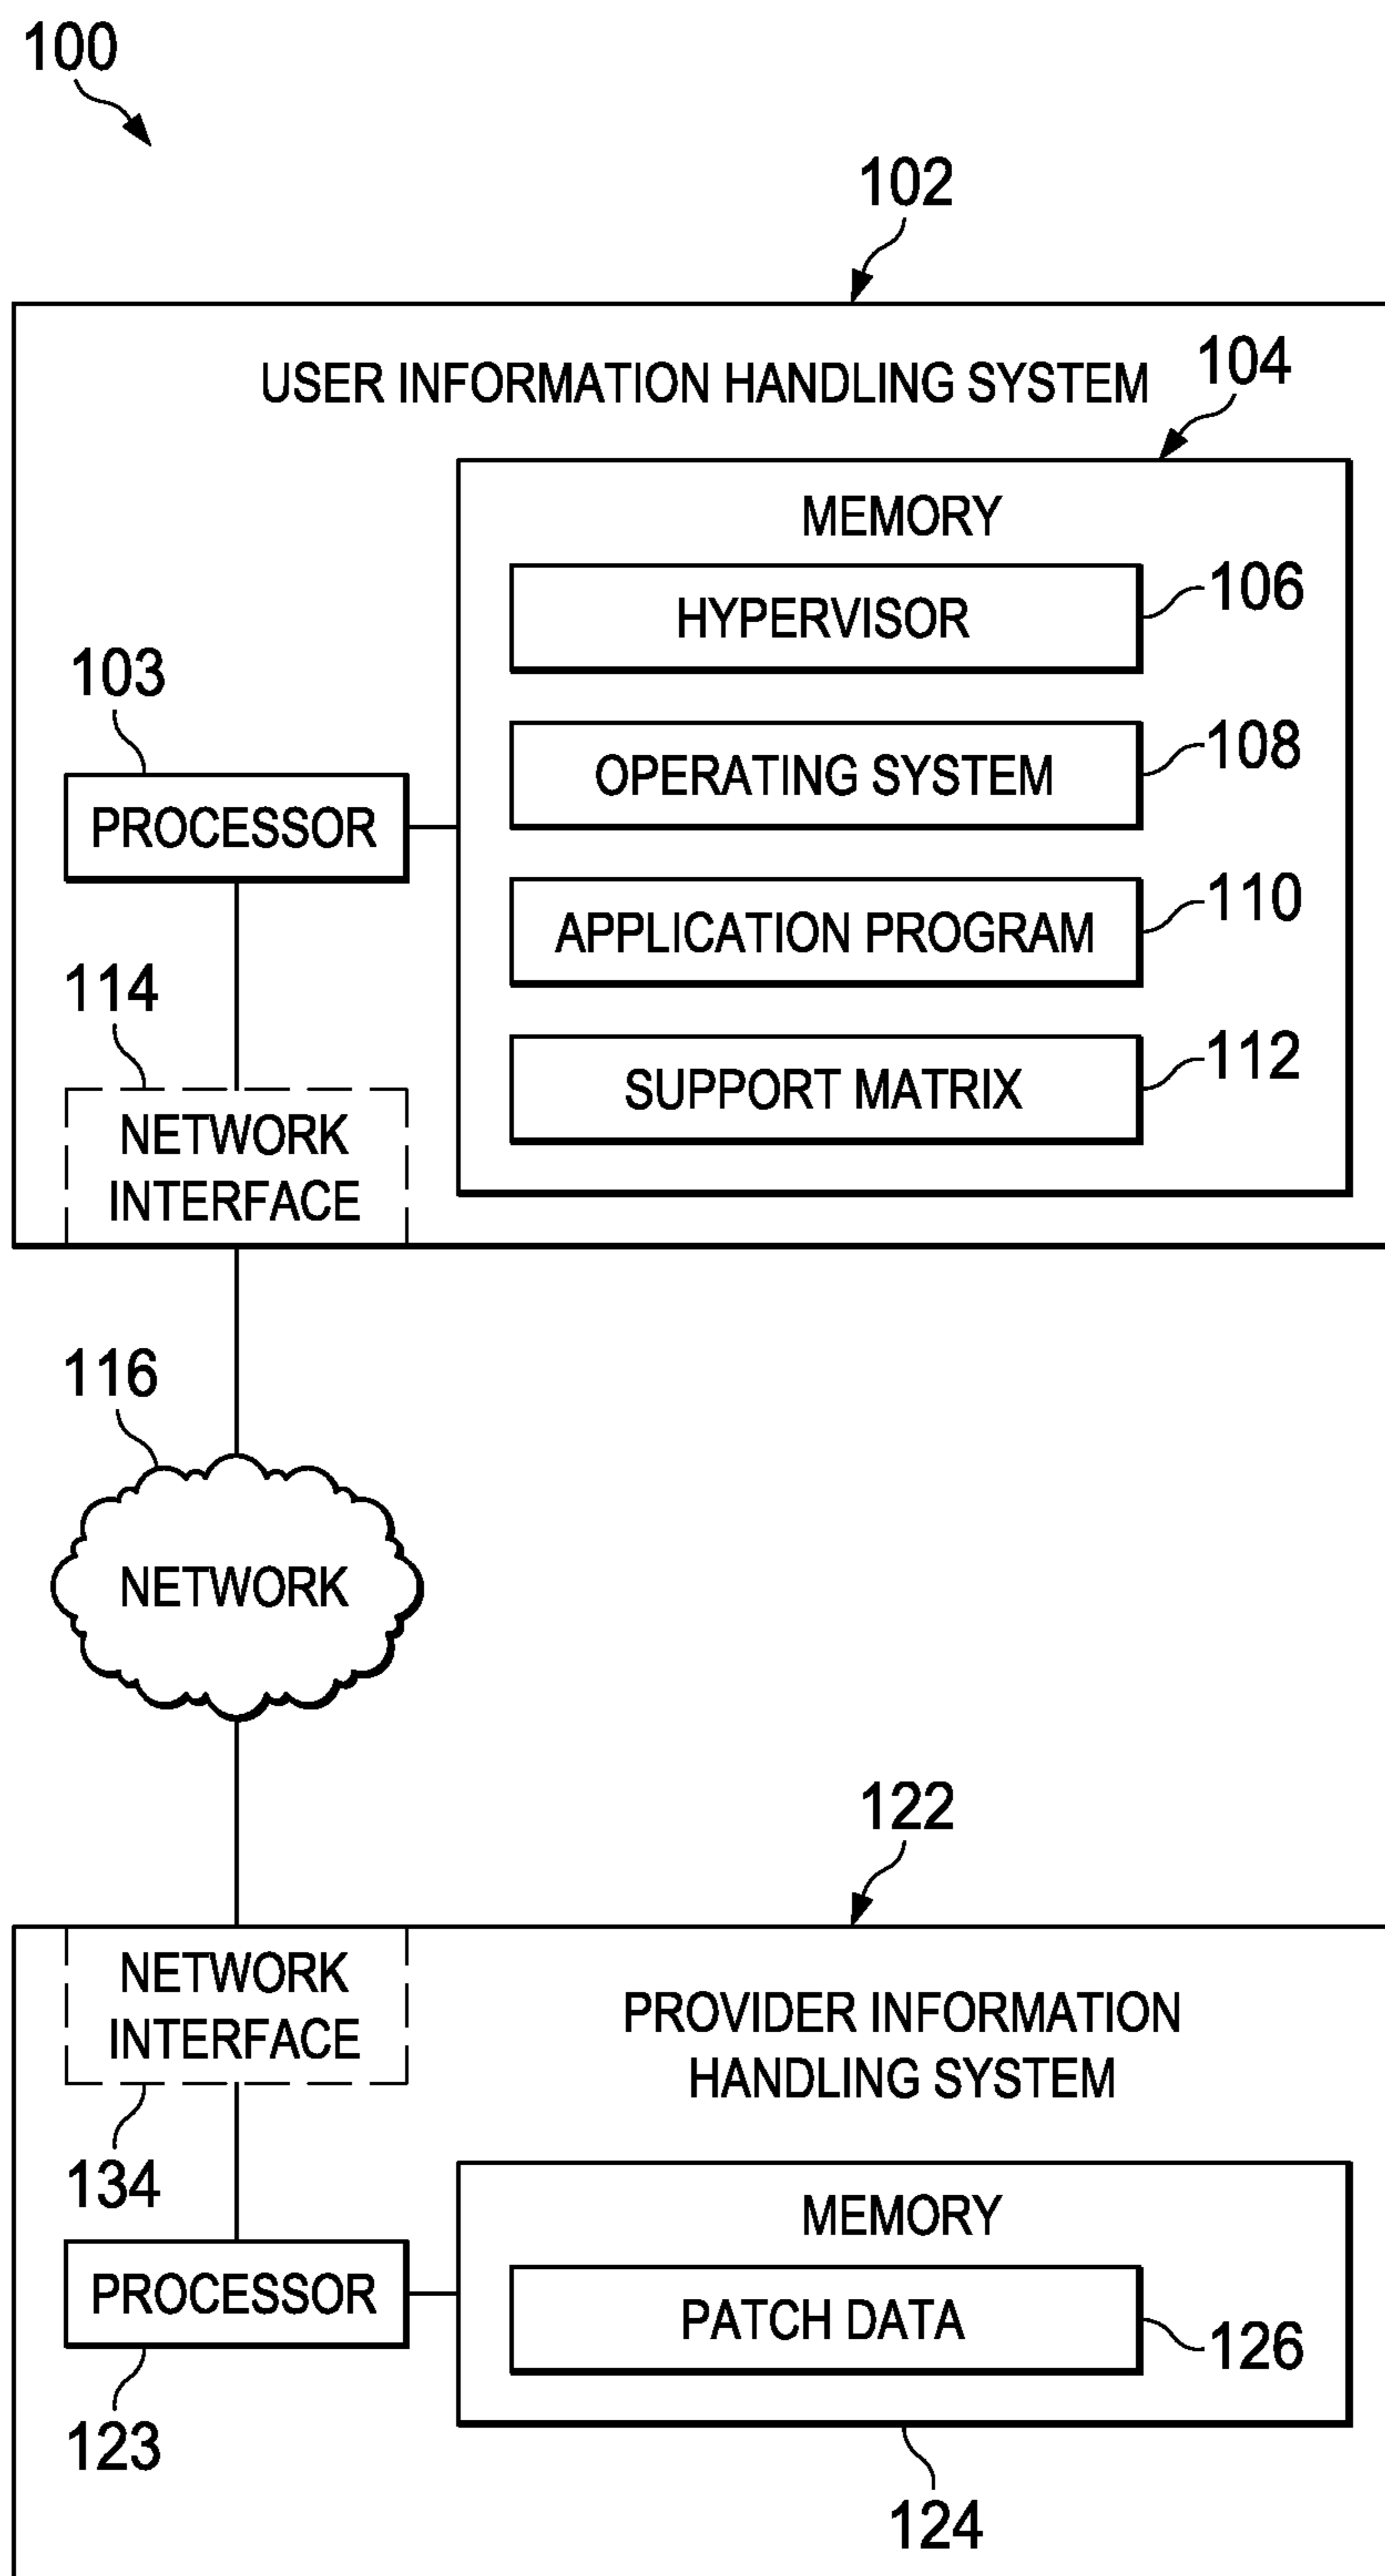 100
102
USER INFORMATION HANDLING SYSTEM
104
MEMORY
HYPERVISOR
106
103
OPERATING SYSTEM
108
PROCESSOR
APPLICATION PROGRAM
110
114
SUPPORT MATRIX
112
NETWORK
INTERFACE
116
NETWORK
122
NETWORK
INTERFACE
PROVIDER INFORMATION
HANDLING SYSTEM
134
MEMORY
PROCESSOR
PATCH DATA
126
123
124